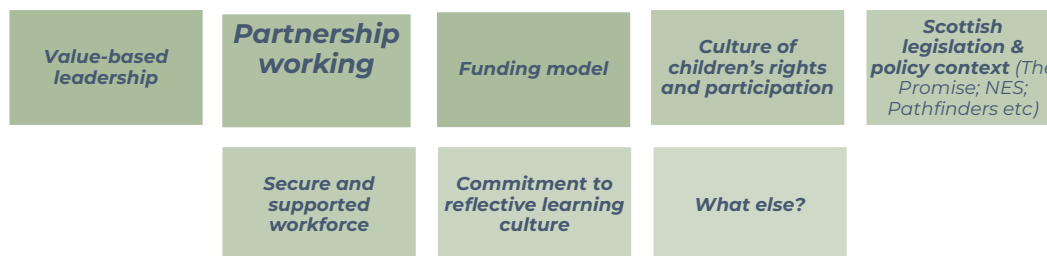 Value-based
leadership
Partnership
working
Funding model
Culture of
children's rights
and participation
Scottish
legislation &
policy context (The
Promise; NES;
Pathfinders etc)
Secure and
supported
workforce
Commitment to
reflective learning
culture
What else?